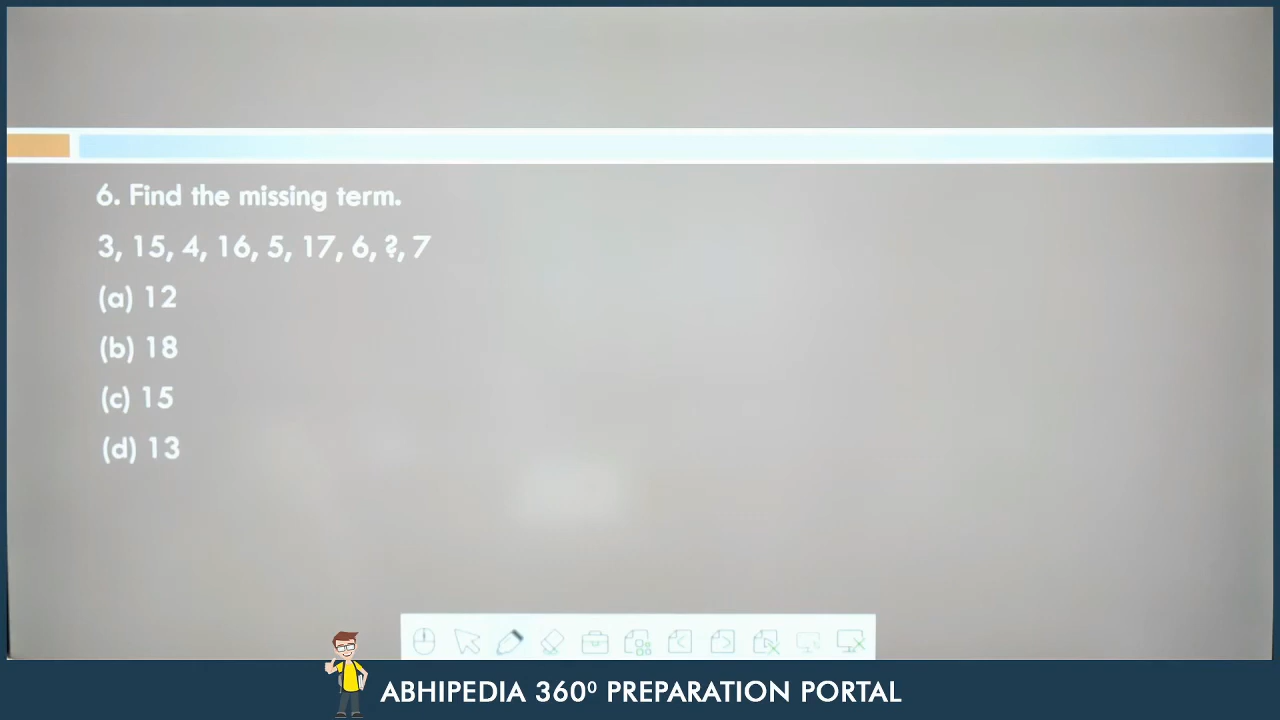 6. Find the missing term.
3, 15, 4, 16, 5, 17, 6, ?, 7
(a) 12
(b) 18
(c) 15
(d) 13
ABHIPEDIA 360⁰ PREPARATION PORTAL